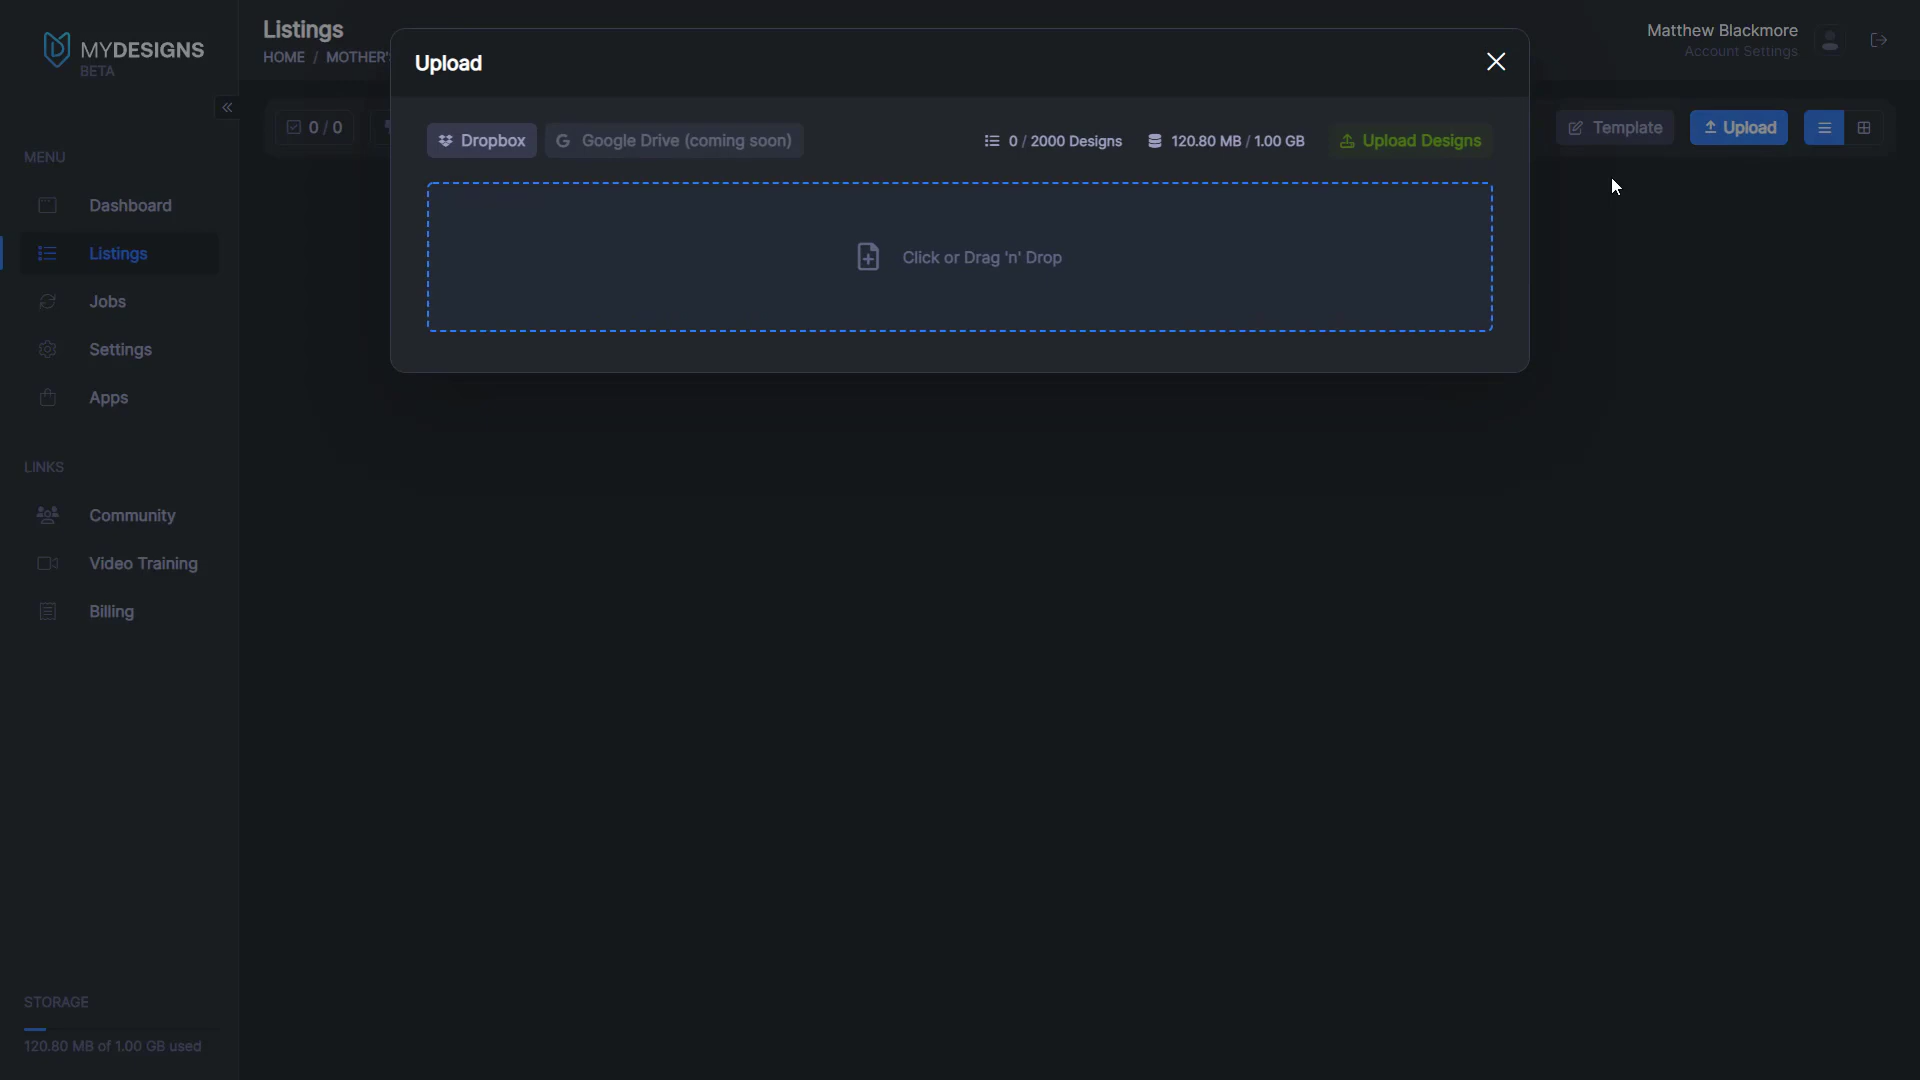 MYDESIGNS
BETA
MENU
Dashboard
Listings
Jobs
Settings
Apps
LINKS
Community
Video Training
Billing
STORAGE
120.80 MB of 1.00 GB used
Listings
HOME / MOTHER'
0 / 0
Matthew Blackmore
Account Settings
Template
Upload
Upload
Dropbox
Google Drive (coming soon)
0 / 2000 Designs
120.80 MB / 1.00 GB
Upload Designs
Click or Drag 'n' Drop